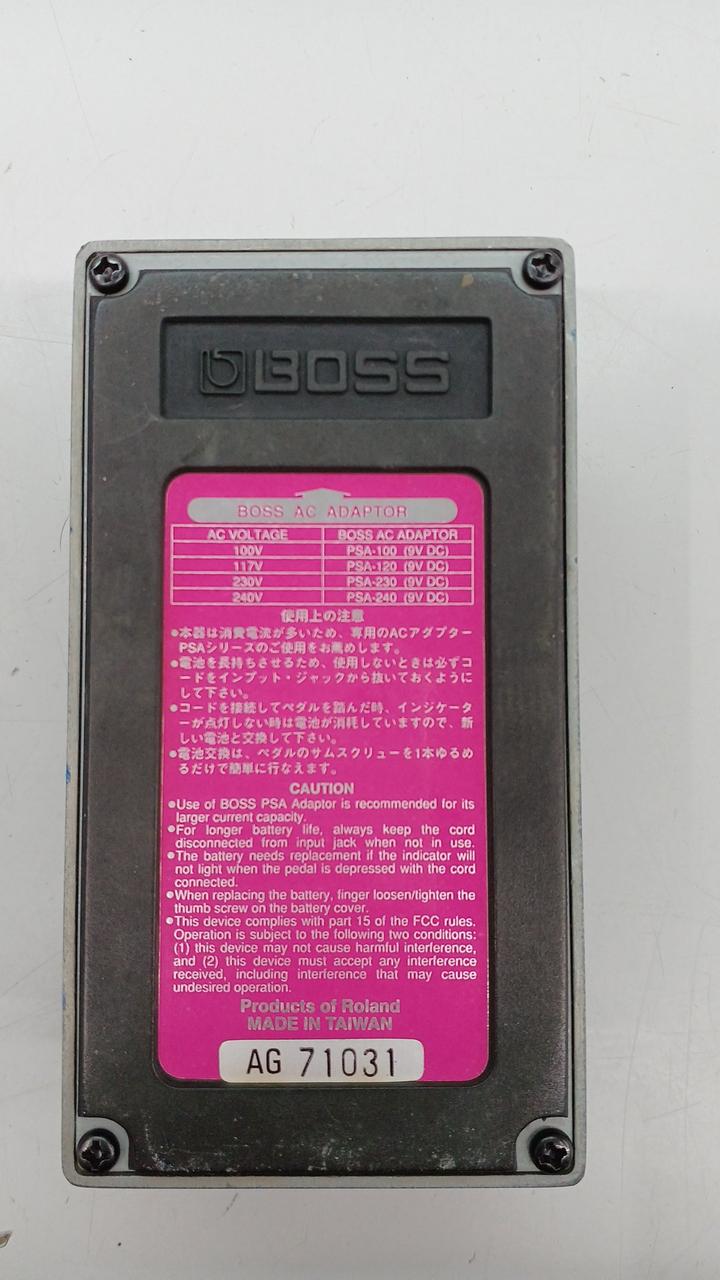 BOSS
BOSS AC ADAPTOR
AC VOLTAGE BOSS AC ADAPTOR
100V PSA-100 (9V DC)
117V PSA-120 (9V DC)
230V PSA-230 (9V DC)
240V PSA-240 (9V DC)
使用上の注意
●本器は消費電流が多いため、専用のACアダプター
PSAシリーズのご使用をお薦めします。
●電池を長持ちさせるため、使用しないときは必ずコ
ードをインプット・ジャックから抜いておくように
して下さい。
●コードを接続してペダルを踏んだ時、インジケータ
ーが点灯しない時は電池が消耗していますので、新
しい電池と交換して下さい。
●電池交換は、ペダルのサムスクリューを1本ゆるめ
るだけで簡単に行なえます。
CAUTION
●Use of BOSS PSA Adaptor is recommended for its
larger current capacity.
●For longer battery life, always keep the cord
disconnected from input jack when not in use.
●The battery needs replacement if the indicator will
not light when the pedal is depressed with the cord
connected.
●When replacing the battery, finger loosen/tighten the
thumb screw on the battery cover.
●This device complies with part 15 of the FCC rules.
Operation is subject to the following two conditions:
(1) this device may not cause harmful interference,
and (2) this device must accept any interference
received, including interference that may cause
undesired operation.
Products of Roland
MADE IN TAIWAN
AG 71031